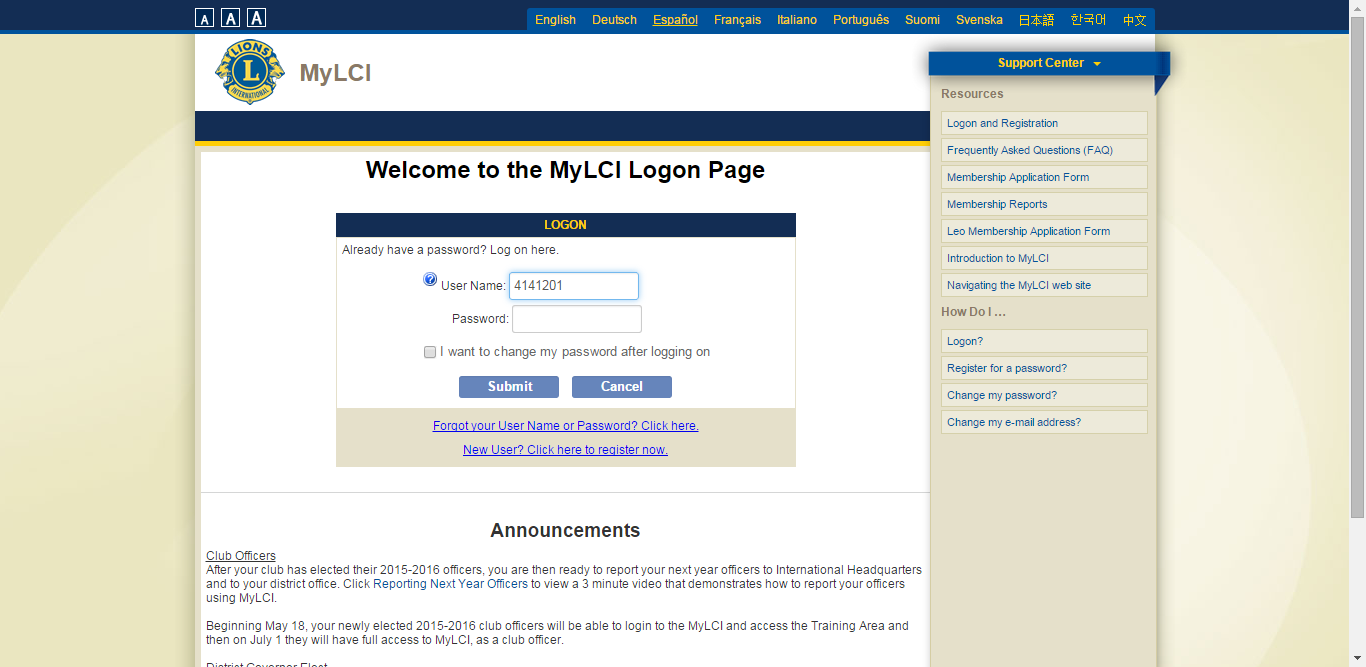 A A A
English Deutsch Español Français Italiano Português Suomi Svenska 日本語 한국어 中文
LIONS
L
INTERNATIONAL
MyLCI
Support Center
Resources
Logon and Registration
Frequently Asked Questions (FAQ)
Membership Application Form
Membership Reports
Leo Membership Application Form
Introduction to MyLCI
Navigating the MyLCI web site
How Do I ...
Logon?
Register for a password?
Change my password?
Change my e-mail address?
Welcome to the MyLCI Logon Page
LOGON
Already have a password? Log on here.
? User Name: 4141201
Password:
I want to change my password after logging on
Submit Cancel
Forgot your User Name or Password? Click here.
New User? Click here to register now.
Announcements
Club Officers
After your club has elected their 2015-2016 officers, you are then ready to report your next year officers to International Headquarters
and to your district office. Click Reporting Next Year Officers to view a 3 minute video that demonstrates how to report your officers
using MyLCI.
Beginning May 18, your newly elected 2015-2016 club officers will be able to login to the MyLCI and access the Training Area and
then on July 1 they will have full access to MyLCI, as a club officer.
District Governor Elect